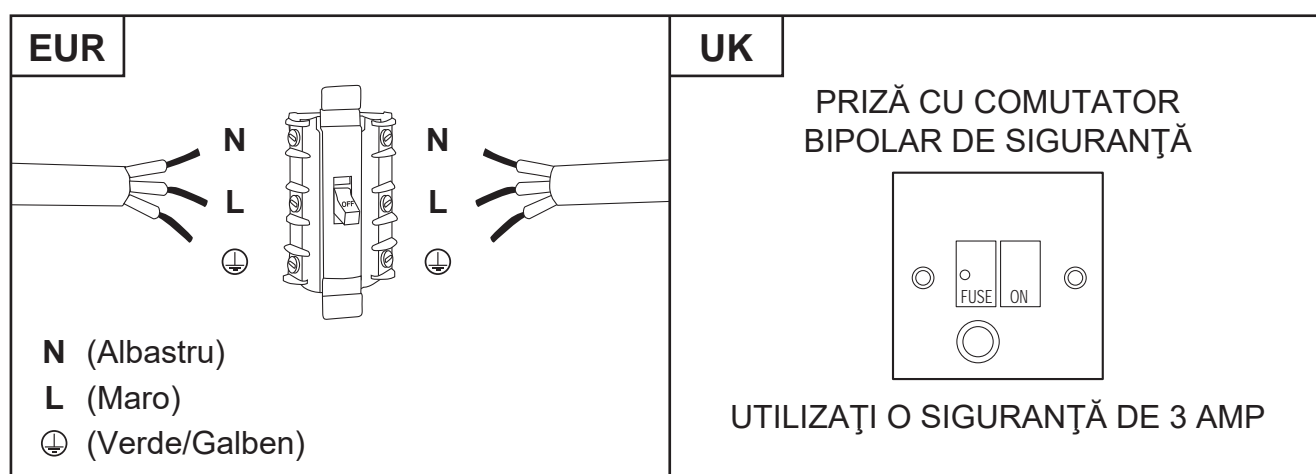 EUR
N
N
L
L
OFF
N (Albastru)
L (Maro)
(Verde/Galben)
UK
PRIZĂ CU COMUTATOR
BIPOLAR DE SIGURANŢĂ
FUSE ON
UTILIZAŢI O SIGURANŢĂ DE 3 AMP